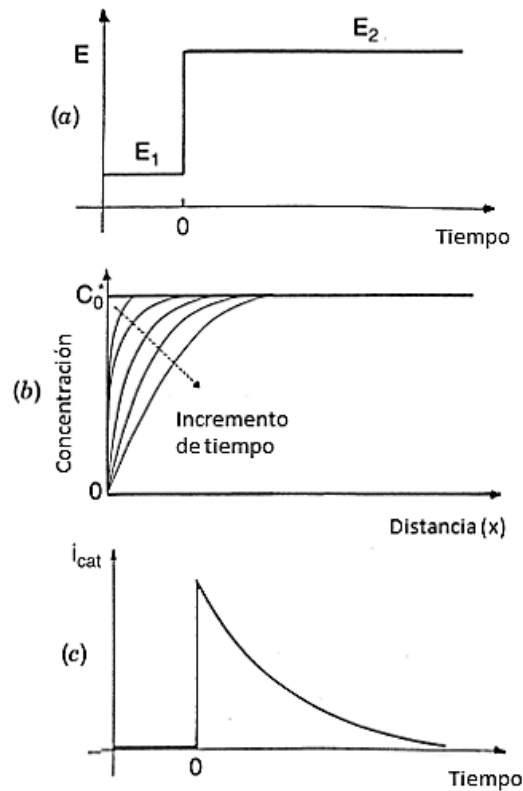 E
E₂
(a)
E₁
0
Tiempo
C₀*
Concentración
(b)
Incremento
de tiempo
0
Distancia (x)
i_cat
(c)
0
Tiempo